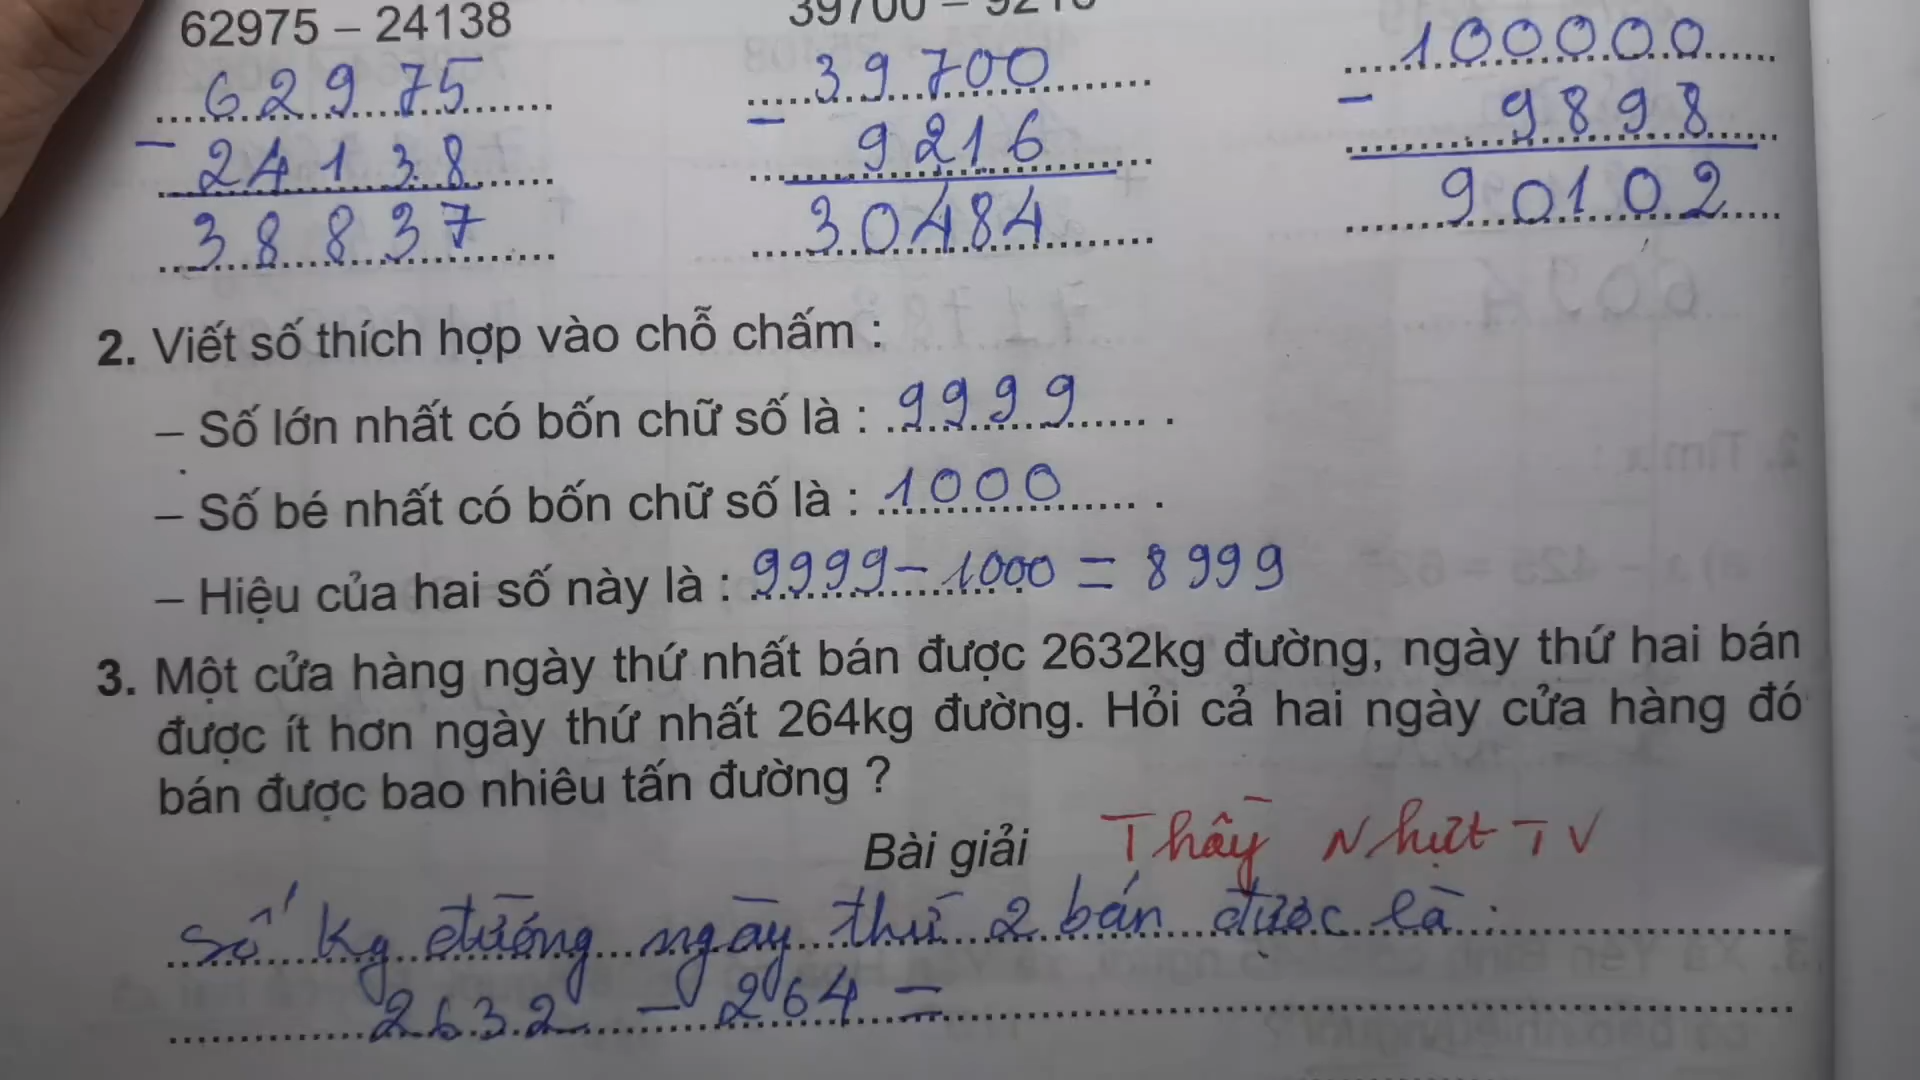 62975 – 24138
39700 – 9216
62975
39700
100000
– 24138
– 9216
– 9898
38837
30484
90102
2. Viết số thích hợp vào chỗ chấm :
– Số lớn nhất có bốn chữ số là : 9999 .
– Số bé nhất có bốn chữ số là : 1000 .
– Hiệu của hai số này là : 9999 – 1000 = 8999
3. Một cửa hàng ngày thứ nhất bán được 2632kg đường, ngày thứ hai bán
được ít hơn ngày thứ nhất 264kg đường. Hỏi cả hai ngày cửa hàng đó
bán được bao nhiêu tấn đường ?
Bài giải Thầy Nhựt TV
Số kg đường ngày thứ 2 bán được là :
2632 – 264 =